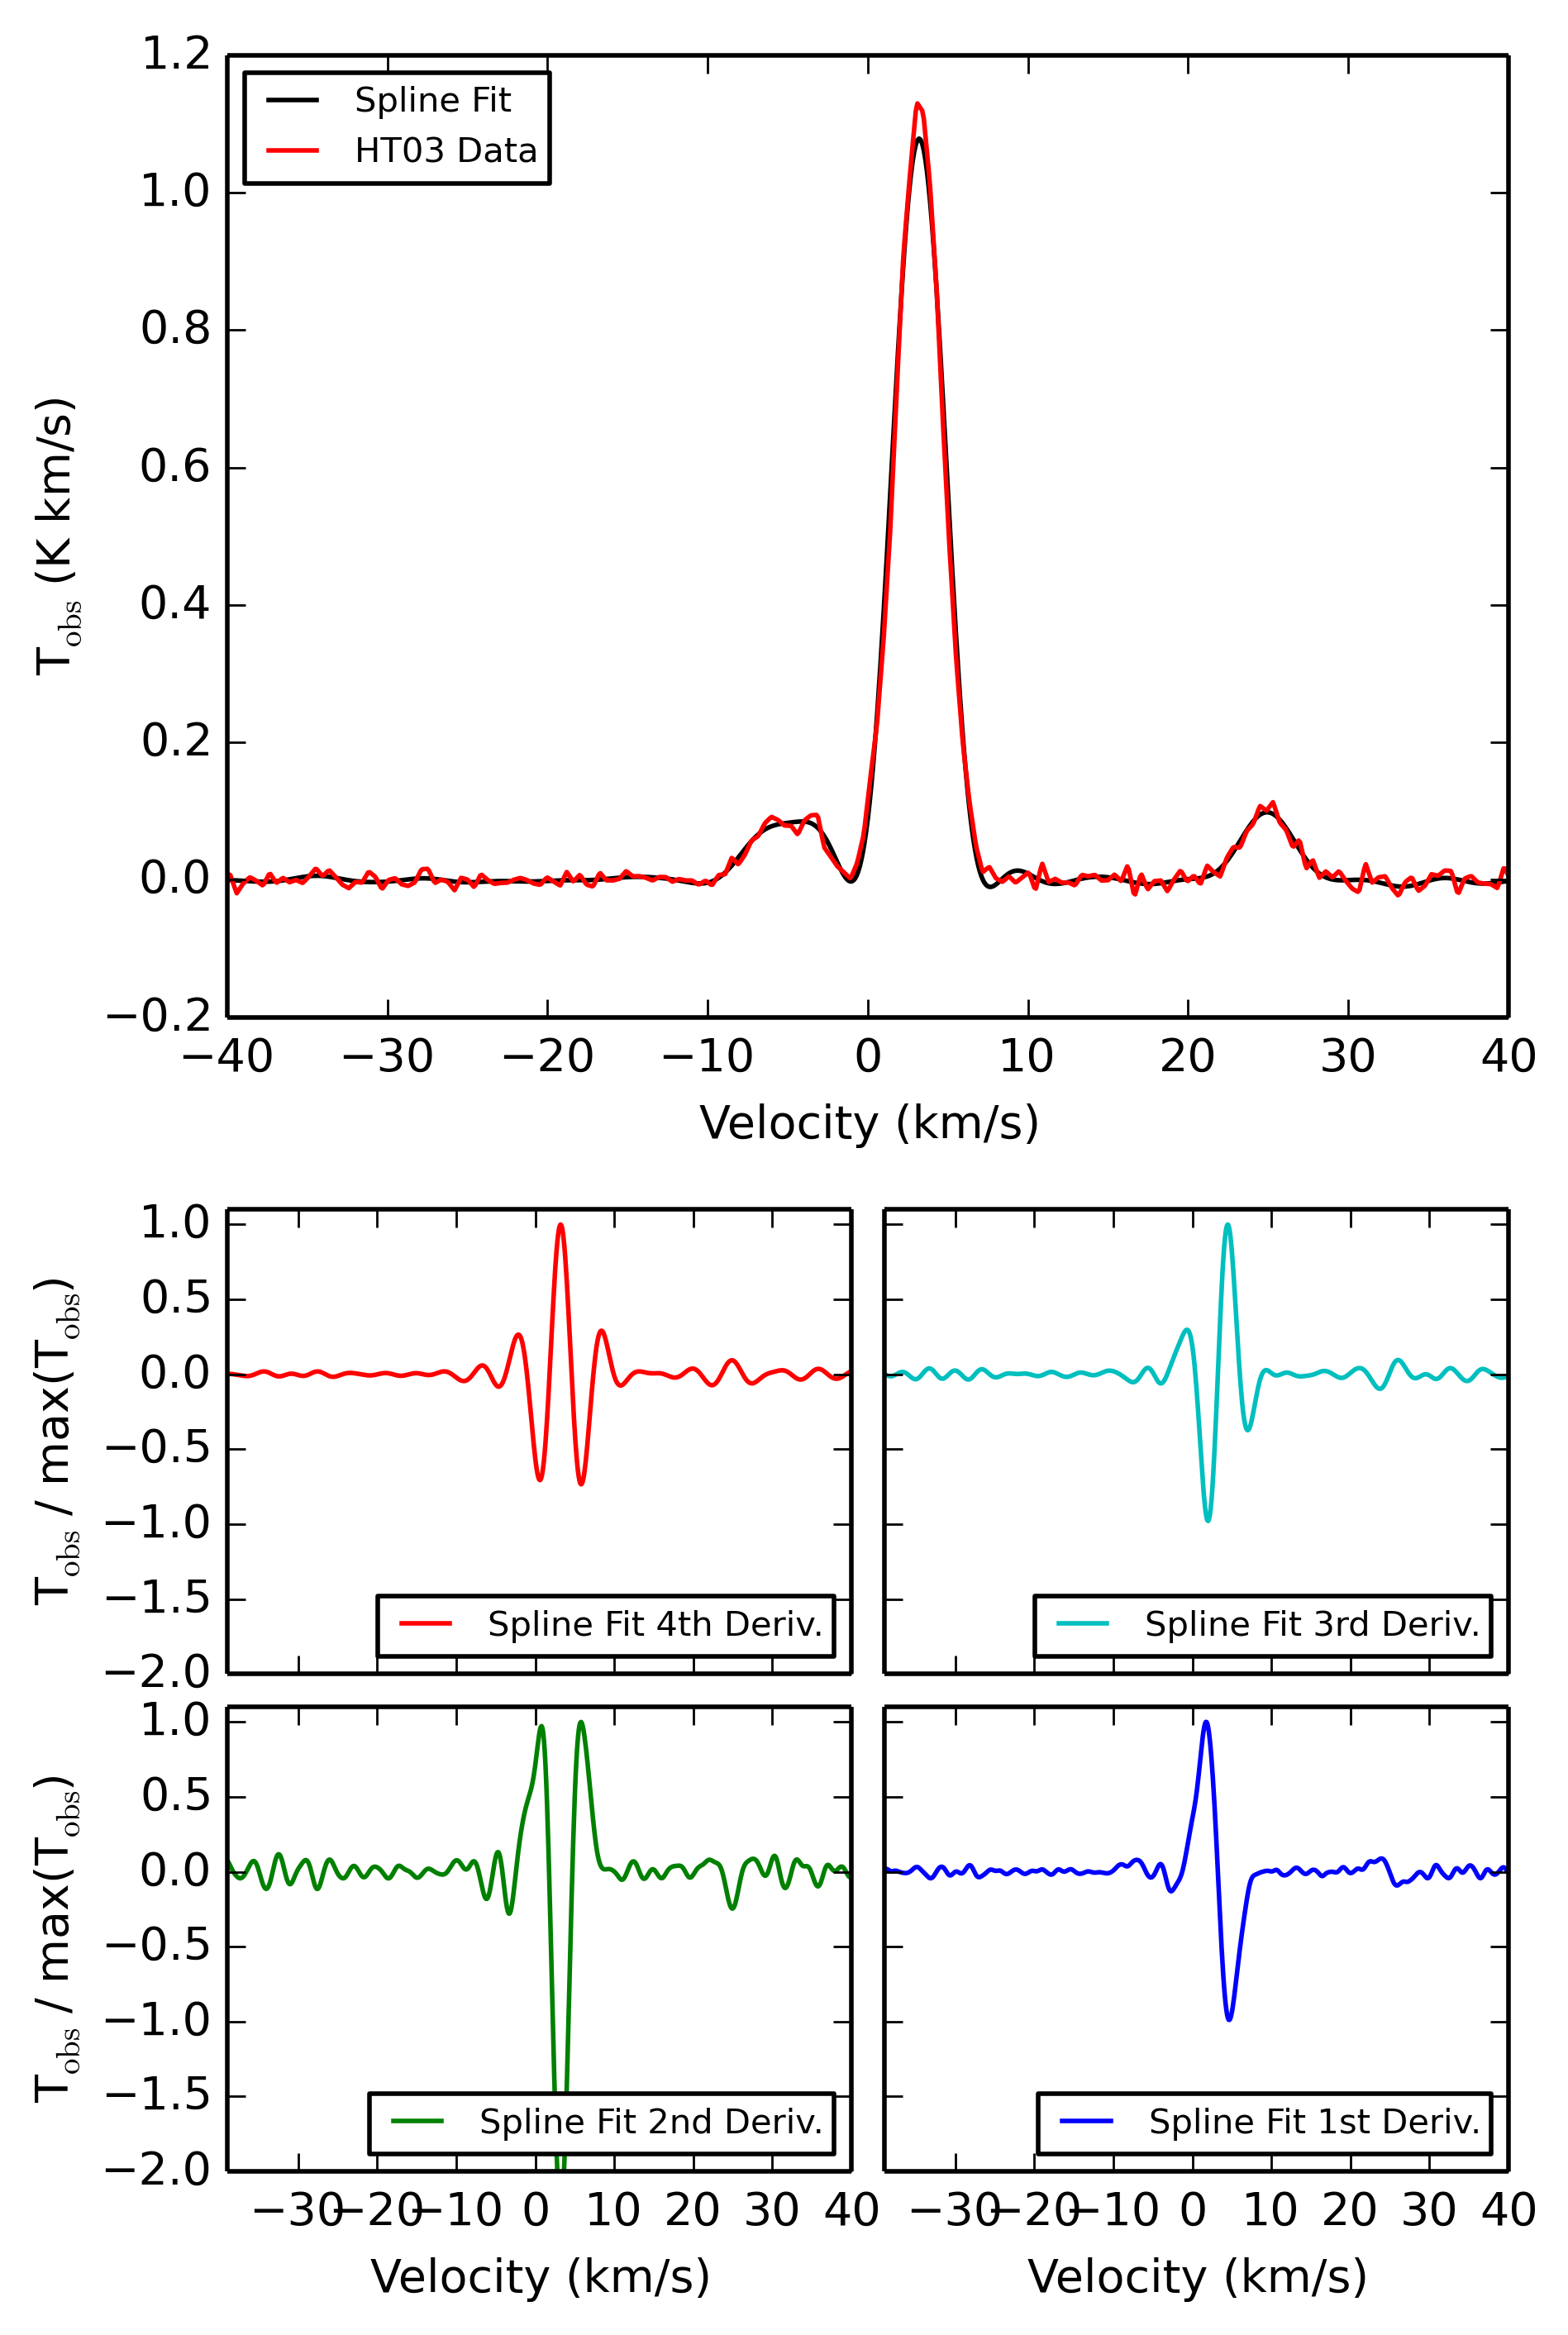 1.2
Spline Fit
HT03 Data
1.0
0.8
0.6
0.4
0.2
0.0
−0.2
T_obs (K km/s)
−40 −30 −20 −10 0 10 20 30 40
Velocity (km/s)
1.0
0.5
0.0
−0.5
−1.0
−1.5
−2.0
T_obs / max(T_obs)
Spline Fit 4th Deriv.
Spline Fit 3rd Deriv.
1.0
0.5
0.0
−0.5
−1.0
−1.5
−2.0
T_obs / max(T_obs)
Spline Fit 2nd Deriv.
Spline Fit 1st Deriv.
−30 −20 −10 0 10 20 30 40
−30 −20 −10 0 10 20 30 40
Velocity (km/s)
Velocity (km/s)